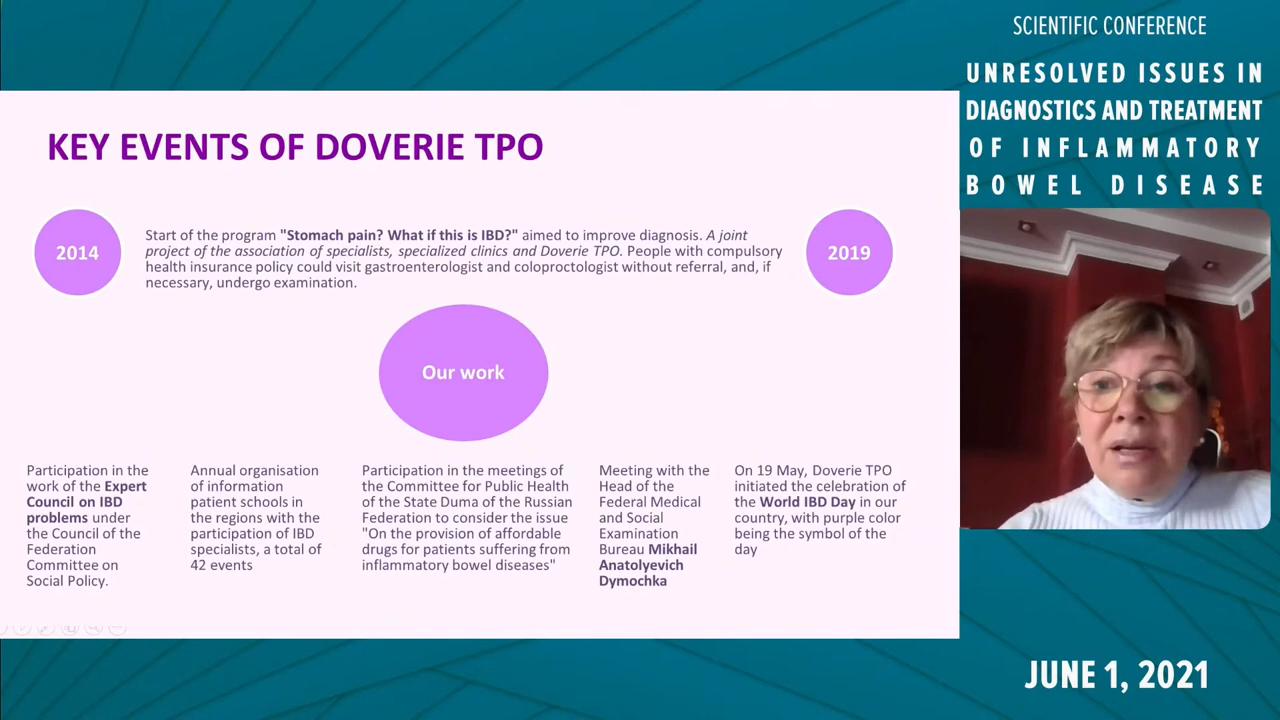 SCIENTIFIC CONFERENCE
UNRESOLVED ISSUES IN
DIAGNOSTICS AND TREATMENT
OF INFLAMMATORY
BOWEL DISEASE
KEY EVENTS OF DOVERIE TPO
2014
Start of the program "Stomach pain? What if this is IBD?" aimed to improve diagnosis. A joint
project of the association of specialists, specialized clinics and Doverie TPO. People with compulsory
health insurance policy could visit gastroenterologist and coloproctologist without referral, and, if
necessary, undergo examination.
2019
Our work
Participation in the
work of the Expert
Council on IBD
problems under
the Council of the
Federation
Committee on
Social Policy.
Annual organisation
of information
patient schools in
the regions with the
participation of IBD
specialists, a total of
42 events
Participation in the meetings of
the Committee for Public Health
of the State Duma of the Russian
Federation to consider the issue
"On the provision of affordable
drugs for patients suffering from
inflammatory bowel diseases"
Meeting with the
Head of the
Federal Medical
and Social
Examination
Bureau Mikhail
Anatolyevich
Dymochka
On 19 May, Doverie TPO
initiated the celebration of
the World IBD Day in our
country, with purple color
being the symbol of the
day
JUNE 1, 2021